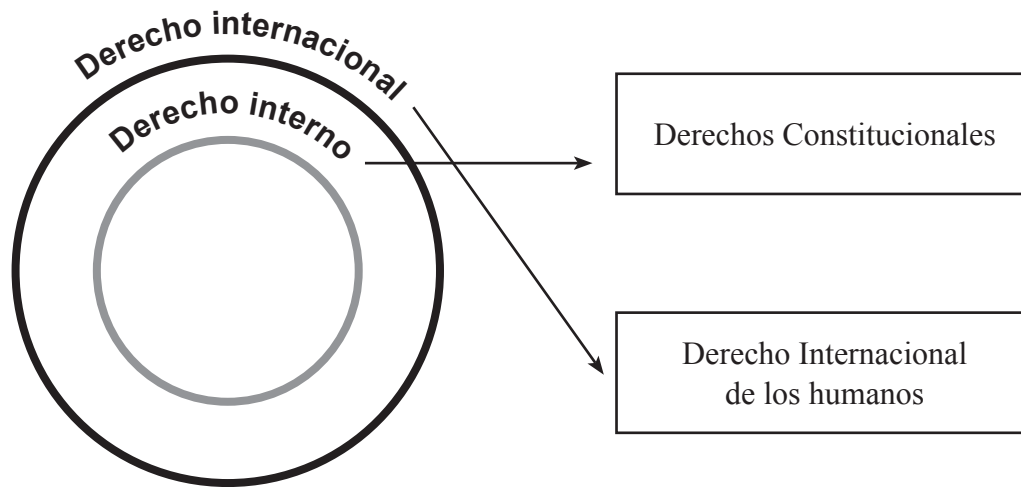 Derecho internacional
Derecho interno
Derechos Constitucionales
Derecho Internacional
de los humanos